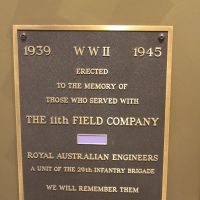 1939 WWII 1945
ERECTED
TO THE MEMORY OF
THOSE WHO SERVED WITH
THE 11th FIELD COMPANY
ROYAL AUSTRALIAN ENGINEERS
A UNIT OF THE 29th INFANTRY BRIGADE
WE WILL REMEMBER THEM